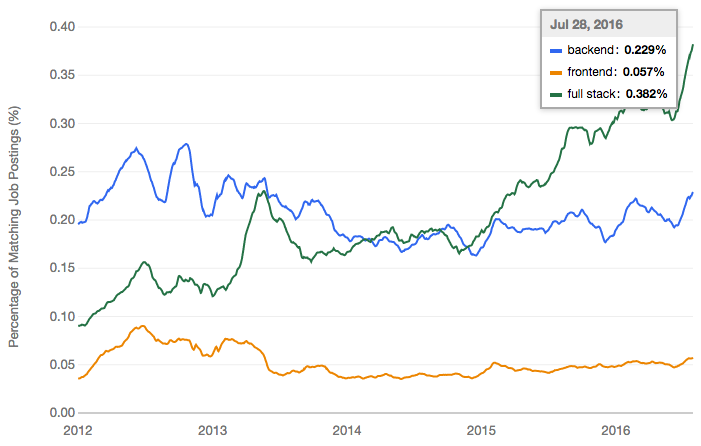 0.40
0.35
0.30
0.25
0.20
0.15
0.10
0.05
0.00
Percentage of Matching Job Postings (%)
Jul 28, 2016
backend: 0.229%
frontend: 0.057%
full stack: 0.382%
2012 2013 2014 2015 2016